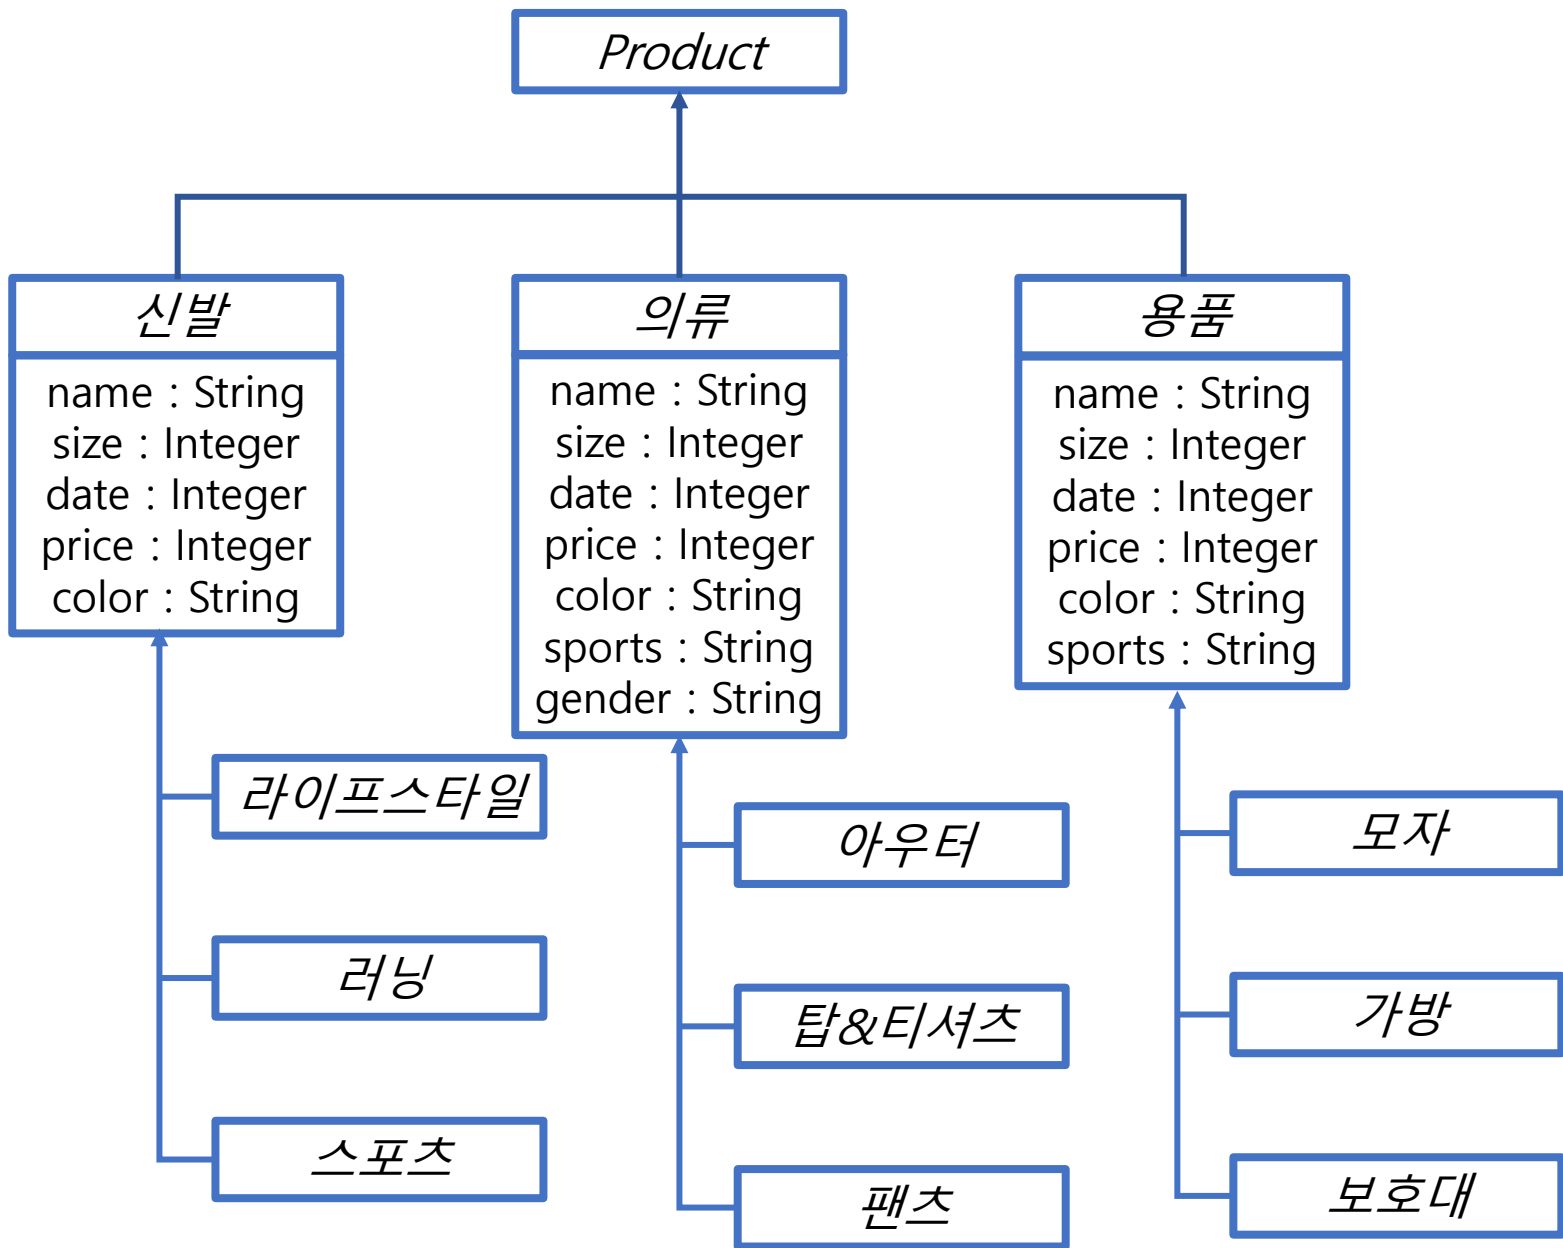 Product
신발
name : String
size : Integer
date : Integer
price : Integer
color : String
의류
name : String
size : Integer
date : Integer
price : Integer
color : String
sports : String
gender : String
용품
name : String
size : Integer
date : Integer
price : Integer
color : String
sports : String
라이프스타일
러닝
스포츠
아우터
탑&티셔츠
팬츠
모자
가방
보호대